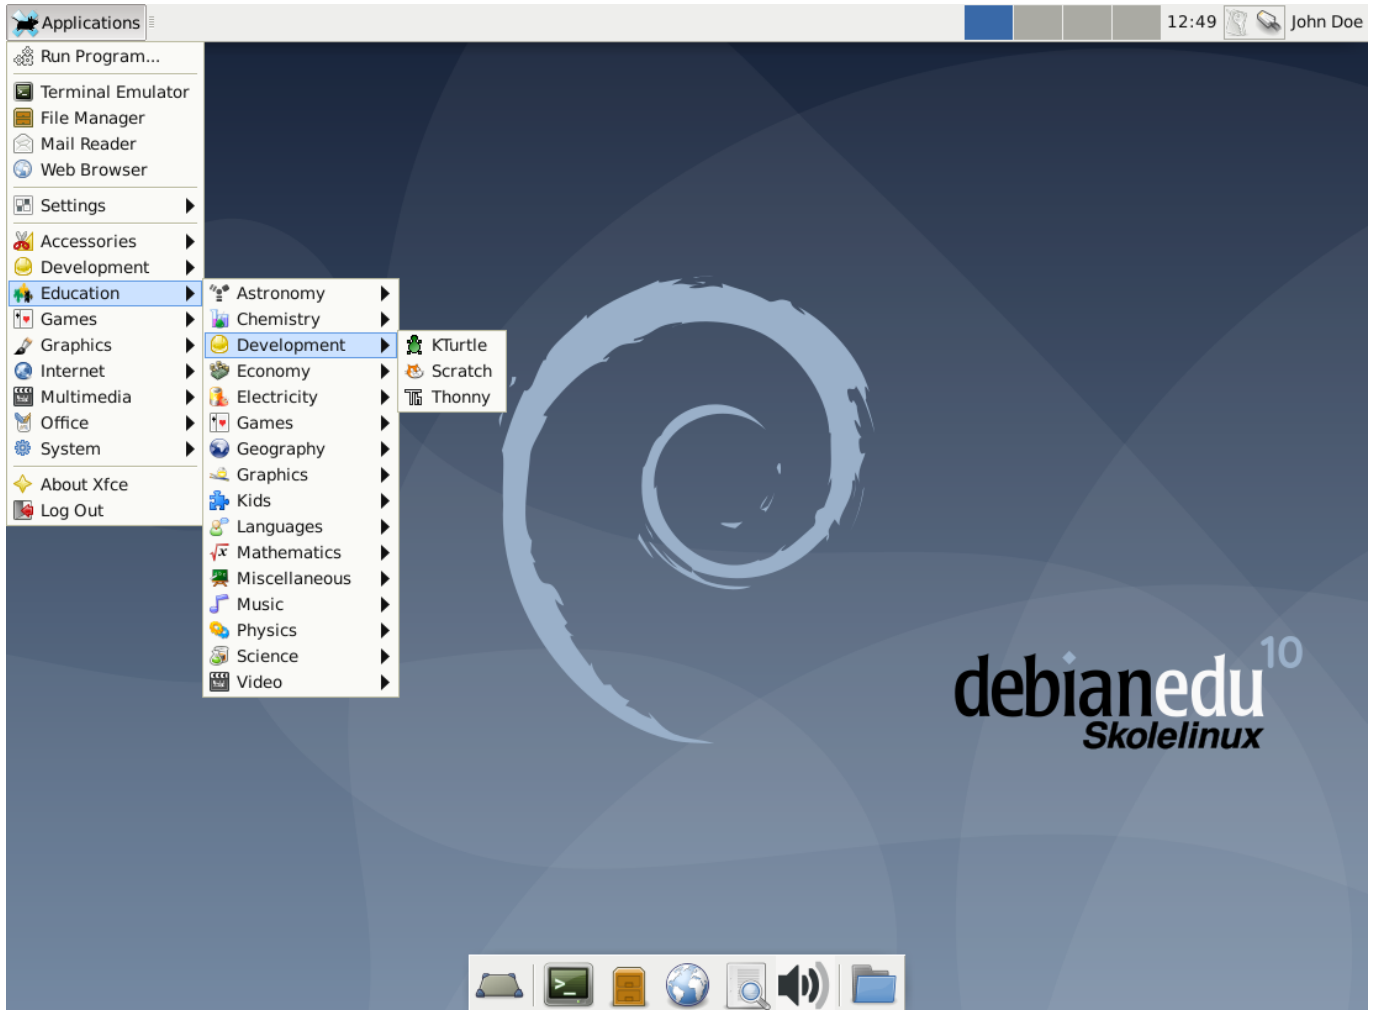 Applications
12:49
John Doe
Run Program...
Terminal Emulator
File Manager
Mail Reader
Web Browser
Settings
Accessories
Development
Education
Games
Graphics
Internet
Multimedia
Office
System
About Xfce
Log Out
Astronomy
Chemistry
Development
Economy
Electricity
Games
Geography
Graphics
Kids
Languages
Mathematics
Miscellaneous
Music
Physics
Science
Video
KTurtle
Scratch
Thonny
debianedu 10
Skolelinux